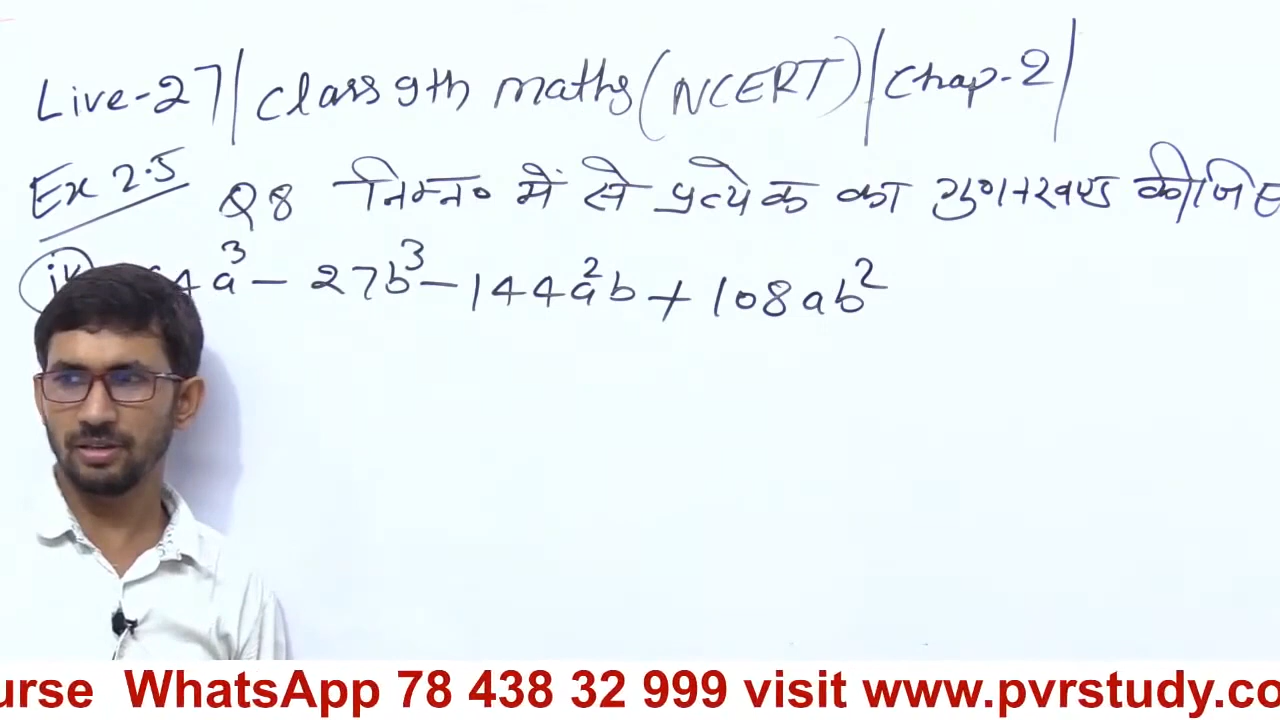 Live-27| Class 9th maths (NCERT) | Chap-2 |
Ex 2.5 Q8 निम्न० में से प्रत्येक का गुणनखण्ड कीजिए
a³ - 27b³ - 144a²b + 108ab²
urse WhatsApp 78 438 32 999 visit www.pvrstudy.co